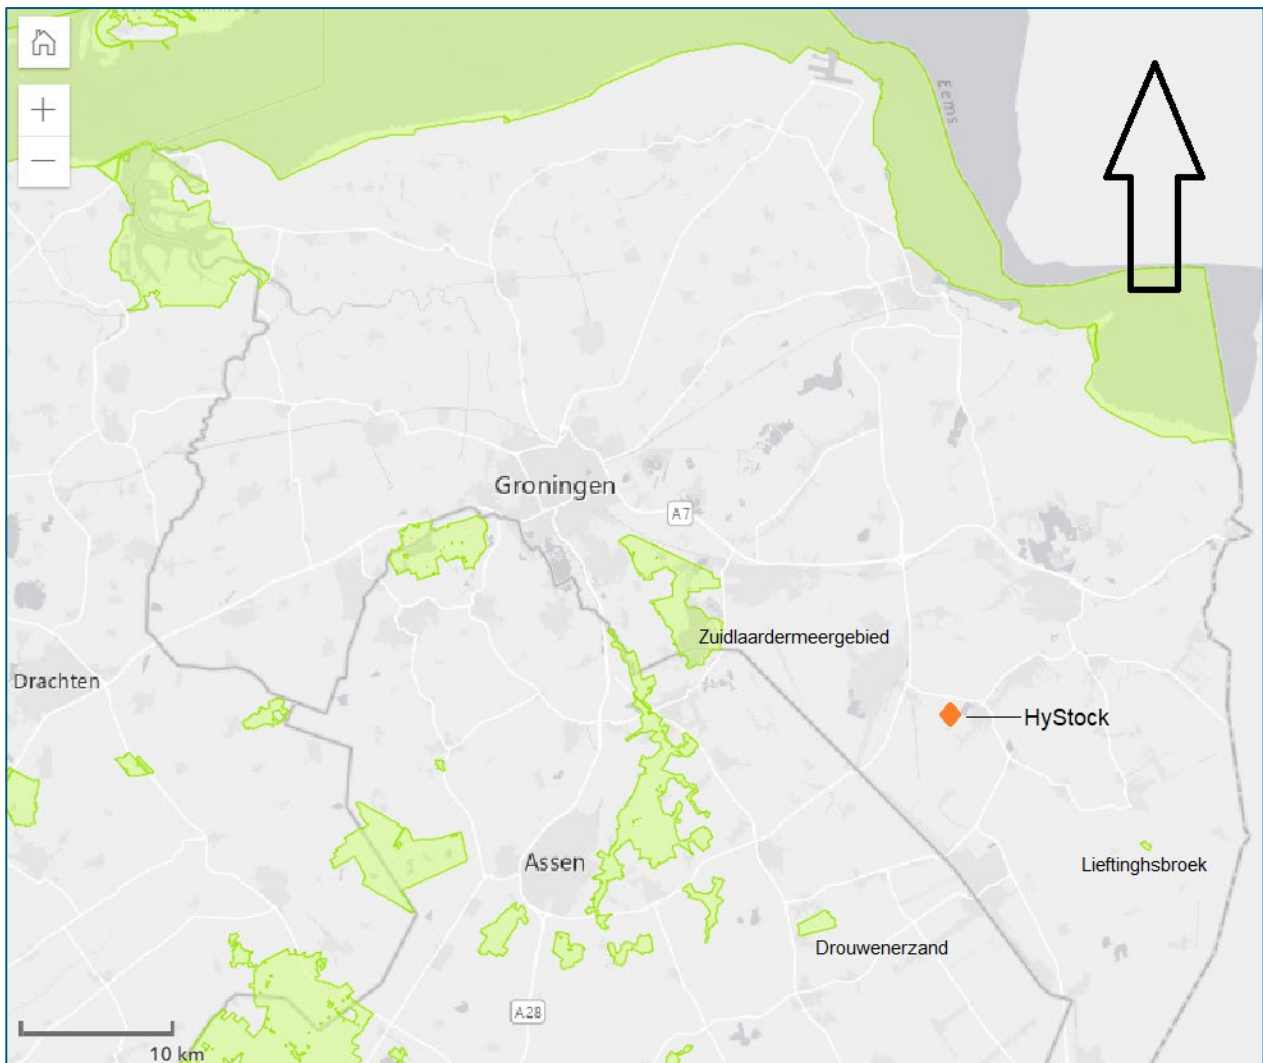 Eems
Groningen
A7
Zuidlaardermeergebied
Drachten
HyStock
Assen
Lieftinghsbroek
Drouwenerzand
A28
10 km